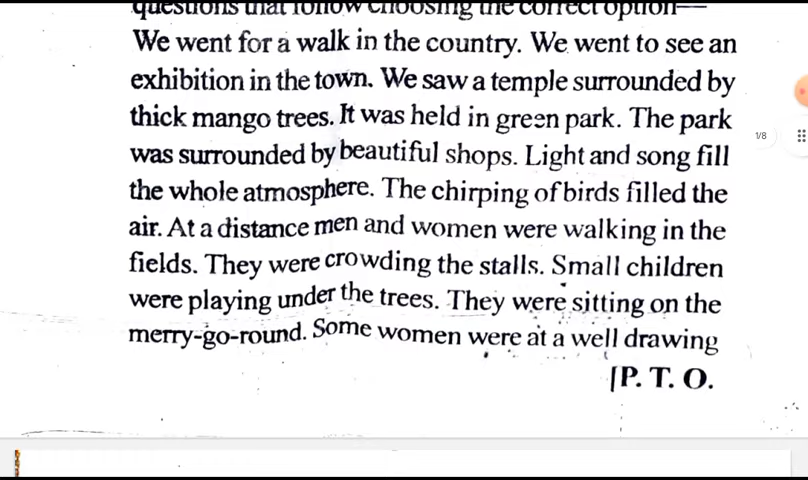 questions that follow choosing the correct option—
We went for a walk in the country. We went to see an
exhibition in the town. We saw a temple surrounded by
thick mango trees. It was held in green park. The park
was surrounded by beautiful shops. Light and song fill
the whole atmosphere. The chirping of birds filled the
air. At a distance men and women were walking in the
fields. They were crowding the stalls. Small children
were playing under the trees. They were sitting on the
merry-go-round. Some women were at a well drawing
[P. T. O.
1/8